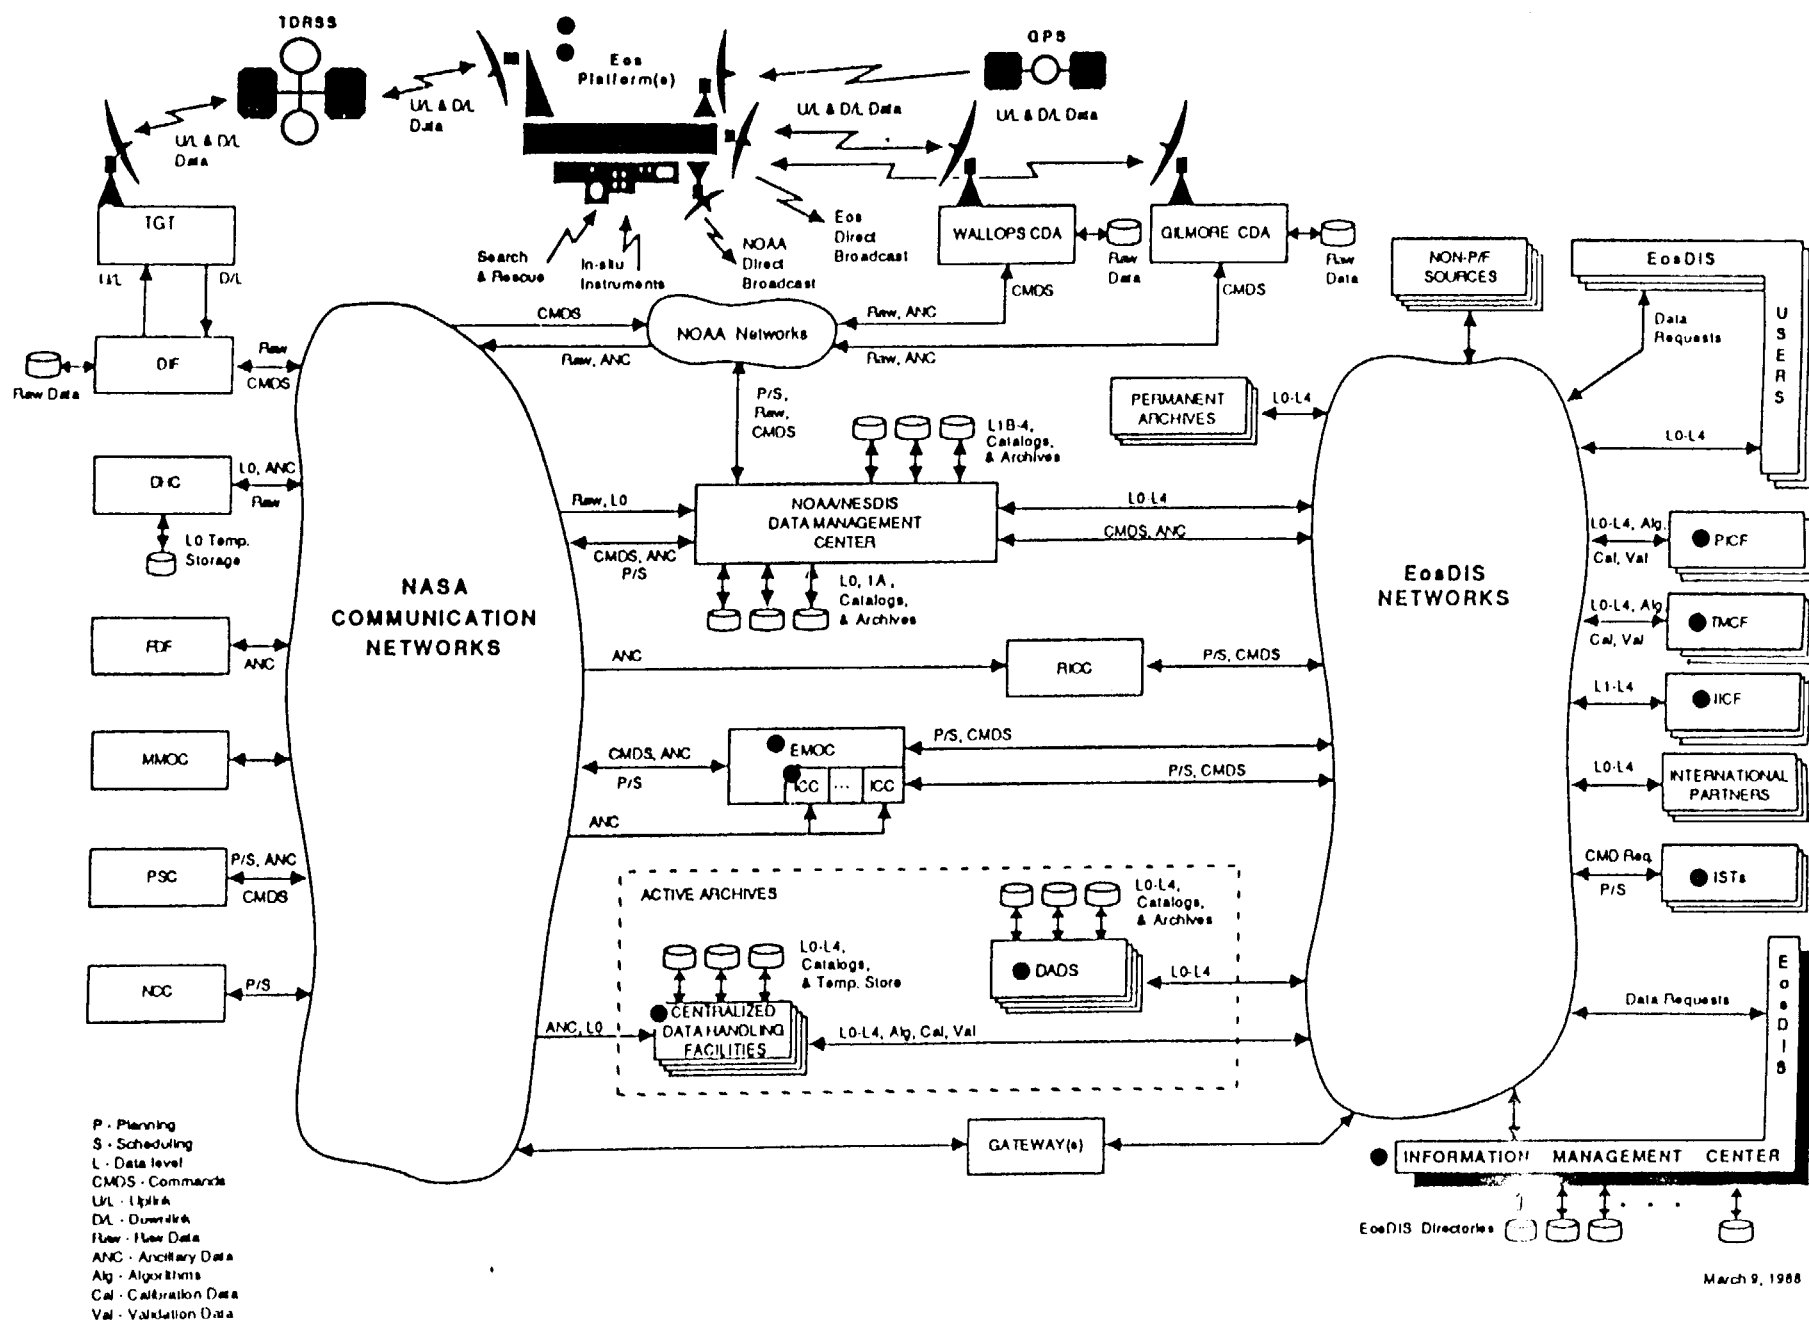 TDRSS
Eos
Platform(s)
GPS
U/L & D/L
Data
U/L & D/L
Data
U/L & D/L Data
U/L & D/L Data
TGT
U/L
D/L
Search
& Rescue
In-situ
Instruments
NOAA
Direct
Broadcast
Eos
Direct
Broadcast
WALLOPS CDA
Raw
Data
GILMORE CDA
Raw
Data
CMDS
CMDS
NON-P/F
SOURCES
EosDIS
USERS
Data
Requests
DIF
Raw Data
Raw
CMDS
CMDS
Raw, ANC
NOAA Networks
Raw, ANC
Raw, ANC
P/S,
Raw,
CMDS
PERMANENT
ARCHIVES
L0-L4
L0-L4
L1B-4,
Catalogs,
& Archives
DHC
L0, ANC
Raw
L0 Temp.
Storage
Raw, L0
CMDS, ANC
P/S
NOAA/NESDIS
DATA MANAGEMENT
CENTER
L0-L4
CMDS, ANC
L0, 1A,
Catalogs,
& Archives
NASA
COMMUNICATION
NETWORKS
EosDIS
NETWORKS
L0-L4, Alg.
Cal, Val
PICF
L0-L4, Alg.
Cal, Val
TMCF
FDF
ANC
ANC
RICC
P/S, CMDS
L1-L4
IICF
MMOC
CMDS, ANC
P/S
EMOC
ICC
...
ICC
P/S, CMDS
P/S, CMDS
ANC
L0-L4
INTERNATIONAL
PARTNERS
PSC
P/S, ANC
CMDS
CMD Req.
P/S
ISTs
ACTIVE ARCHIVES
L0-L4,
Catalogs,
& Archives
DADS
L0-L4
L0-L4,
Catalogs,
& Temp. Store
NCC
P/S
ANC, L0
CENTRALIZED
DATA HANDLING
FACILITIES
L0-L4, Alg, Cal, Val
Data Requests
EosDIS
GATEWAY(s)
INFORMATION MANAGEMENT CENTER
EosDIS Directories
. . .
P - Planning
S - Scheduling
L - Data level
CMDS - Commands
U/L - Uplink
D/L - Downlink
Raw - Raw Data
ANC - Ancillary Data
Alg - Algorithms
Cal - Calibration Data
Val - Validation Data
March 9, 1988